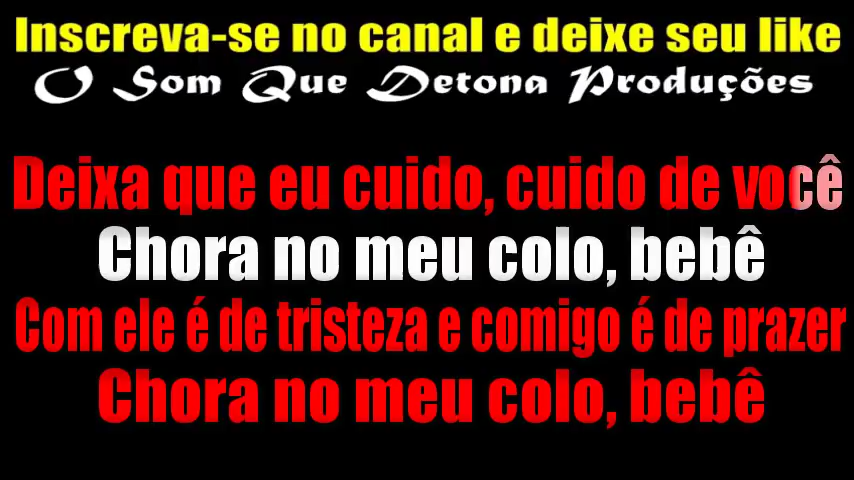 Inscreva-se no canal e deixe seu like
O Som Que Detona Produções
Deixa que eu cuido, cuido de você
Chora no meu colo, bebê
Com ele é de tristeza e comigo é de prazer
Chora no meu colo, bebê